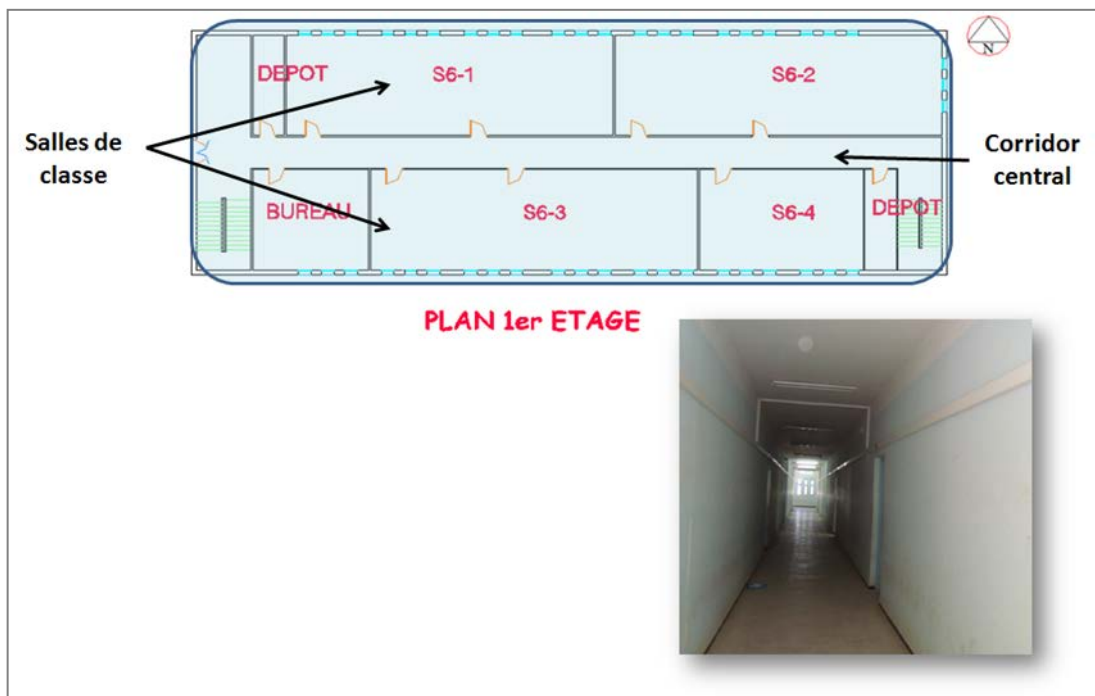 N
DEPOT
S6-1
S6-2
Salles de
classe
Corridor
central
BUREAU
S6-3
S6-4
DEPOT
PLAN 1er ETAGE